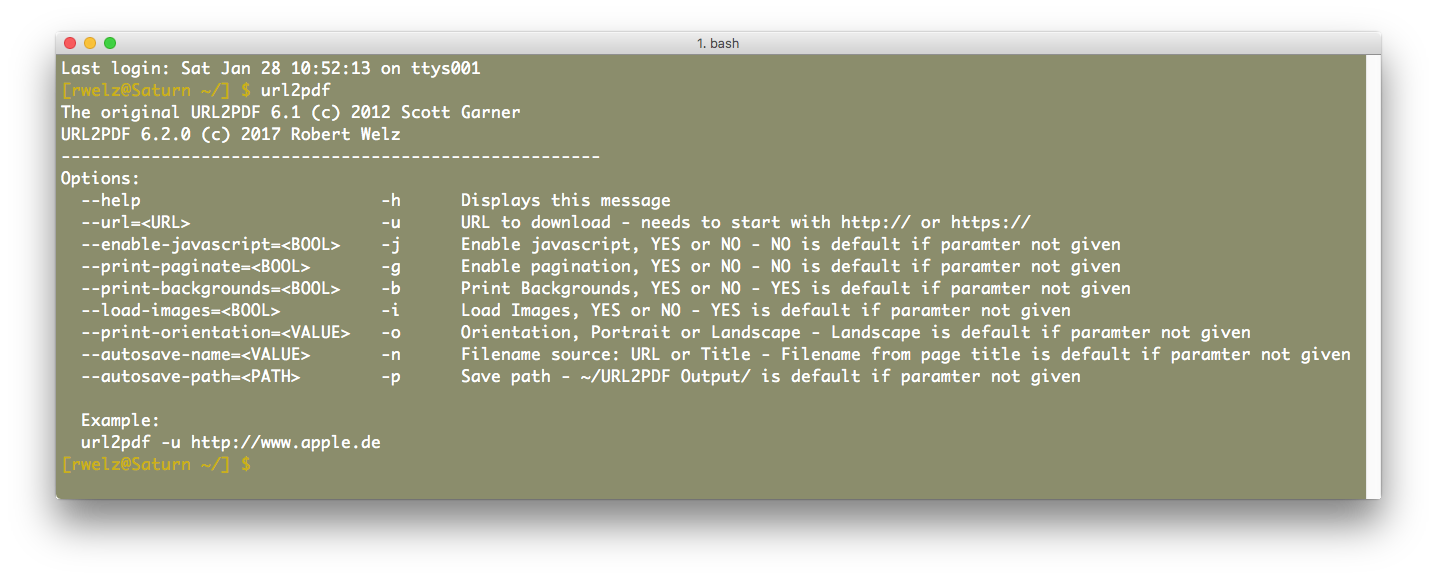 1. bash
Last login: Sat Jan 28 10:52:13 on ttys001
[rwelz@Saturn ~/] $ url2pdf
The original URL2PDF 6.1 (c) 2012 Scott Garner
URL2PDF 6.2.0 (c) 2017 Robert Welz
------------------------------------------------------
Options:
  --help                        -h      Displays this message
  --url=<URL>                   -u      URL to download - needs to start with http:// or https://
  --enable-javascript=<BOOL>    -j      Enable javascript, YES or NO - NO is default if paramter not given
  --print-paginate=<BOOL>       -g      Enable pagination, YES or NO - NO is default if paramter not given
  --print-backgrounds=<BOOL>    -b      Print Backgrounds, YES or NO - YES is default if paramter not given
  --load-images=<BOOL>          -i      Load Images, YES or NO - YES is default if paramter not given
  --print-orientation=<VALUE>   -o      Orientation, Portrait or Landscape - Landscape is default if paramter not given
  --autosave-name=<VALUE>       -n      Filename source: URL or Title - Filename from page title is default if paramter not given
  --autosave-path=<PATH>        -p      Save path - ~/URL2PDF Output/ is default if paramter not given
  Example:
  url2pdf -u http://www.apple.de
[rwelz@Saturn ~/] $